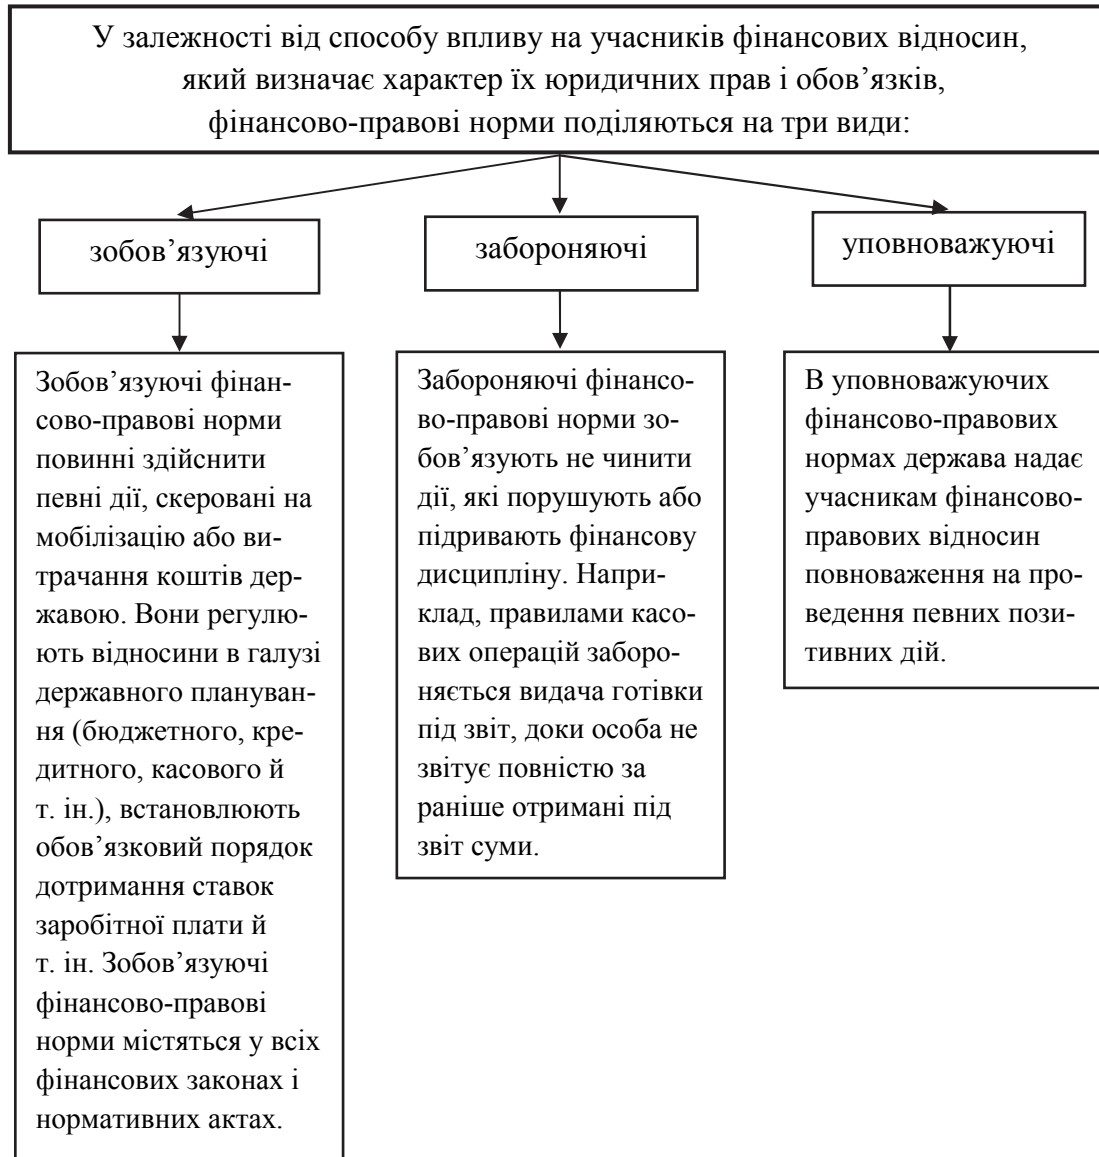 У залежності від способу впливу на учасників фінансових відносин,
який визначає характер їх юридичних прав і обов’язків,
фінансово-правові норми поділяються на три види:
зобов’язуючі
забороняючі
уповноважуючі
Зобов’язуючі фінан-
сово-правові норми
повинні здійснити
певні дії, скеровані на
мобілізацію або ви-
трачання коштів дер-
жавою. Вони регулю-
ють відносини в галузі
державного плануван-
ня (бюджетного, кре-
дитного, касового й
т. ін.), встановлюють
обов’язковий порядок
дотримання ставок
заробітної плати й
т. ін. Зобов’язуючі
фінансово-правові
норми містяться у всіх
фінансових законах і
нормативних актах.
Забороняючі фінансо-
во-правові норми зо-
бов’язують не чинити
дії, які порушують або
підривають фінансову
дисципліну. Напри-
клад, правилами касо-
вих операцій заборо-
няється видача готівки
під звіт, доки особа не
звітує повністю за
раніше отримані під
звіт суми.
В уповноважуючих
фінансово-правових
нормах держава надає
учасникам фінансово-
правових відносин
повноваження на про-
ведення певних пози-
тивних дій.